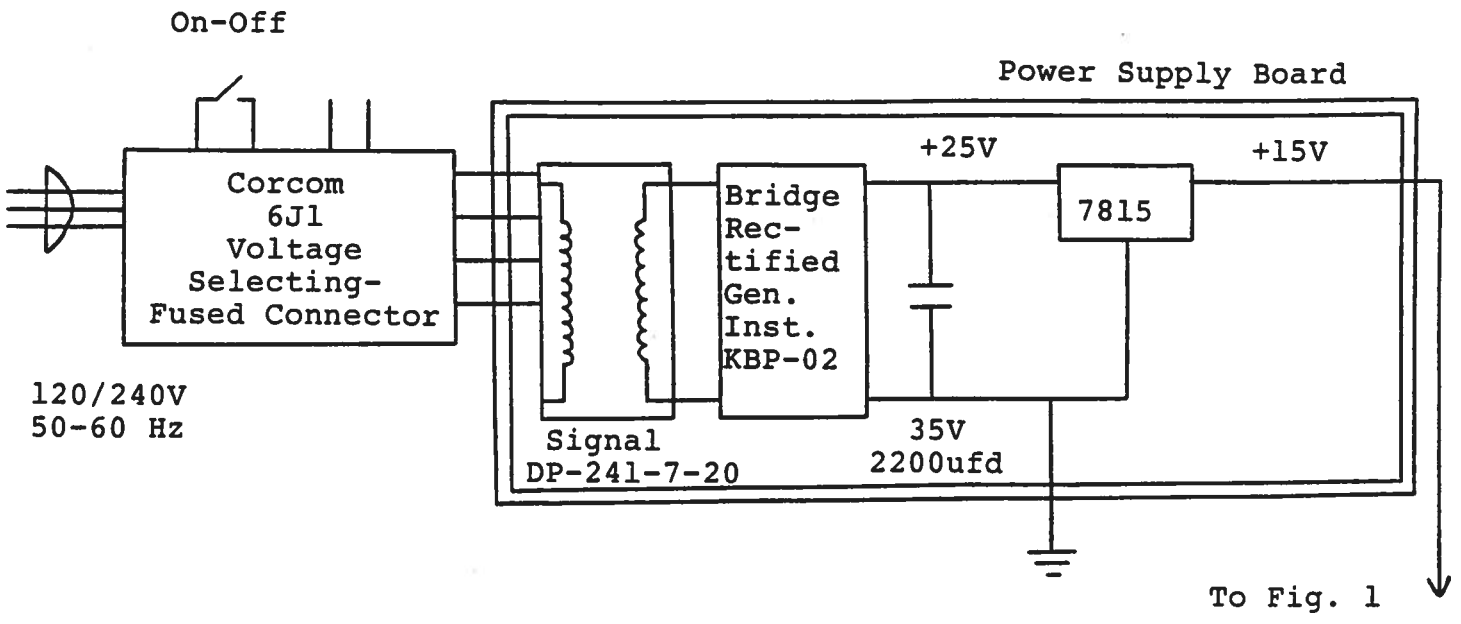 On-Off
Power Supply Board
+25V
+15V
Corcom
6J1
Voltage
Selecting-
Fused Connector
Bridge
Rec-
tified
Gen.
Inst.
KBP-02
7815
120/240V
50-60 Hz
Signal
DP-241-7-20
35V
2200ufd
To Fig. 1